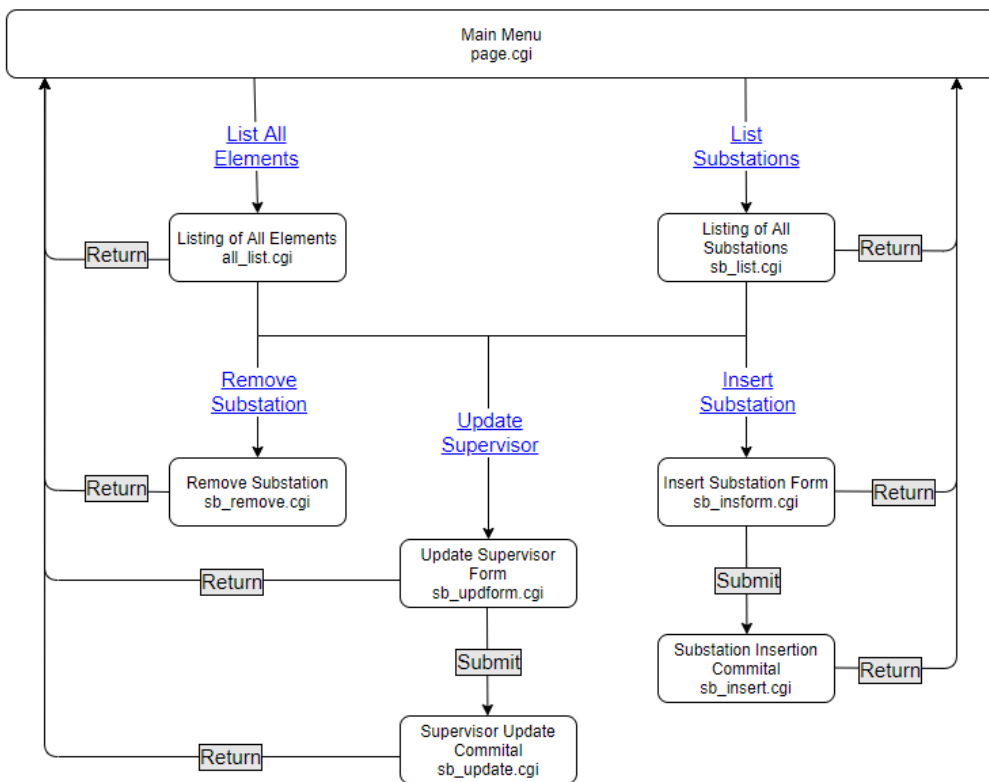 Main Menu
page.cgi
List All
Elements
List
Substations
Listing of All Elements
all_list.cgi
Return
Listing of All
Substations
sb_list.cgi
Return
Remove
Substation
Update
Supervisor
Insert
Substation
Return
Remove Substation
sb_remove.cgi
Insert Substation Form
sb_insform.cgi
Return
Update Supervisor
Form
sb_updform.cgi
Return
Submit
Submit
Substation Insertion
Commital
sb_insert.cgi
Return
Supervisor Update
Commital
sb_update.cgi
Return